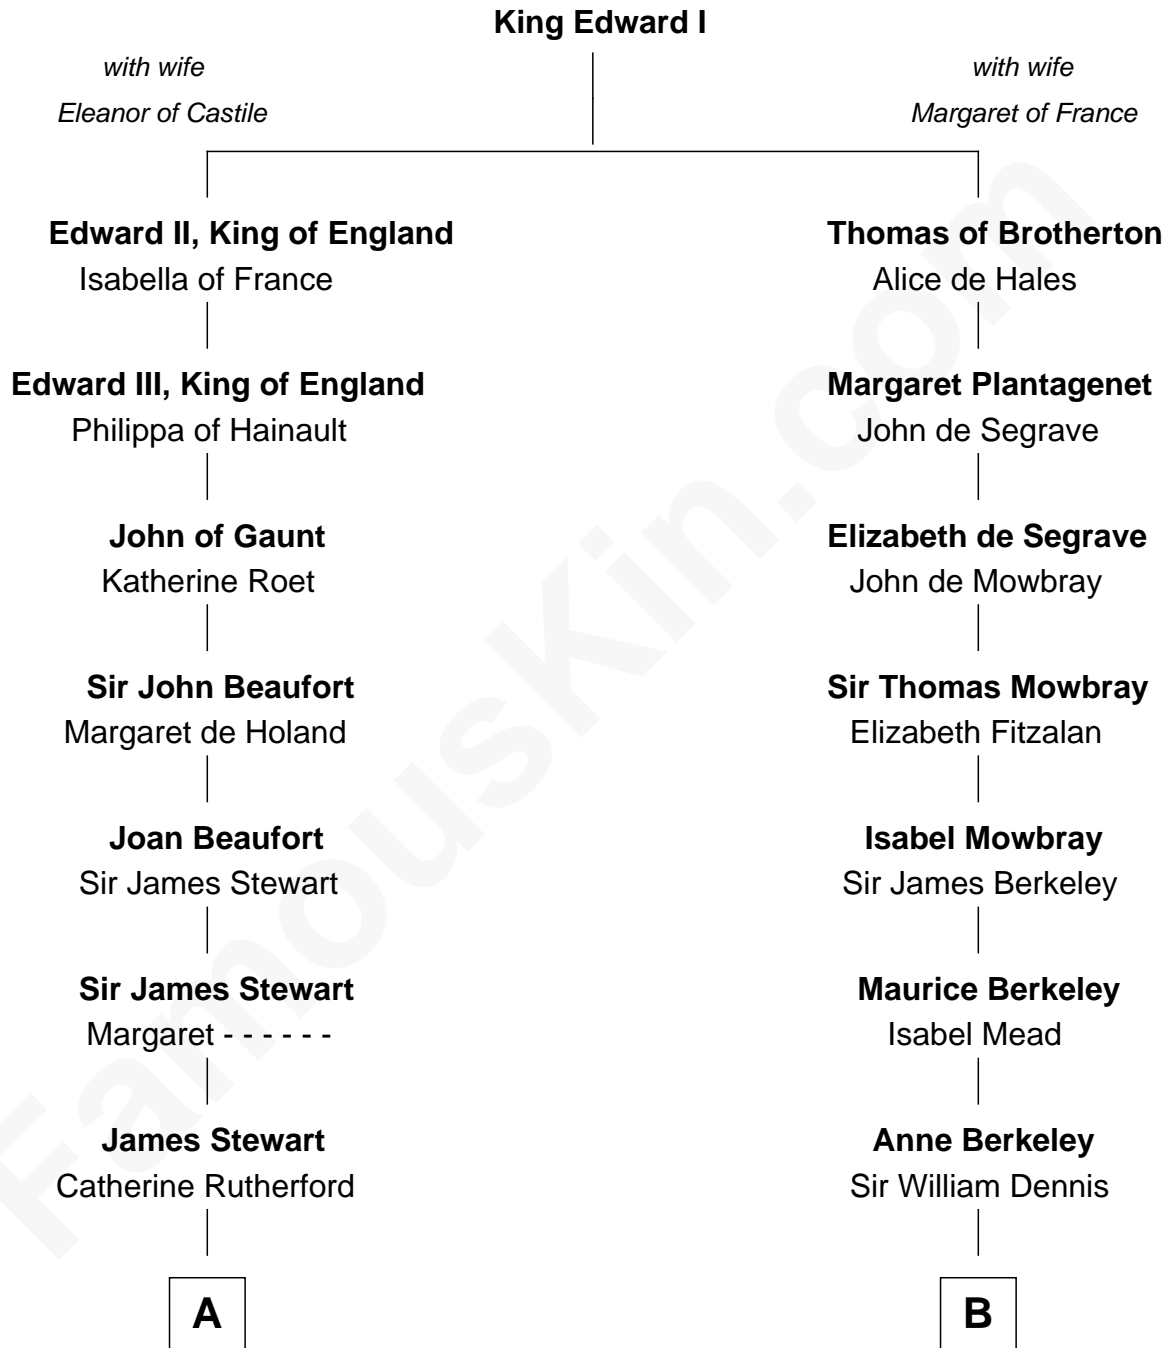 King Edward I
with wife
Eleanor of Castile
with wife
Margaret of France
Edward II, King of England
Isabella of France
Thomas of Brotherton
Alice de Hales
Edward III, King of England
Philippa of Hainault
Margaret Plantagenet
John de Segrave
John of Gaunt
Katherine Roet
Elizabeth de Segrave
John de Mowbray
Sir John Beaufort
Margaret de Holand
Sir Thomas Mowbray
Elizabeth Fitzalan
Joan Beaufort
Sir James Stewart
Isabel Mowbray
Sir James Berkeley
Sir James Stewart
Margaret - - - - - -
Maurice Berkeley
Isabel Mead
James Stewart
Catherine Rutherford
Anne Berkeley
Sir William Dennis
A
B
FamousKin.com